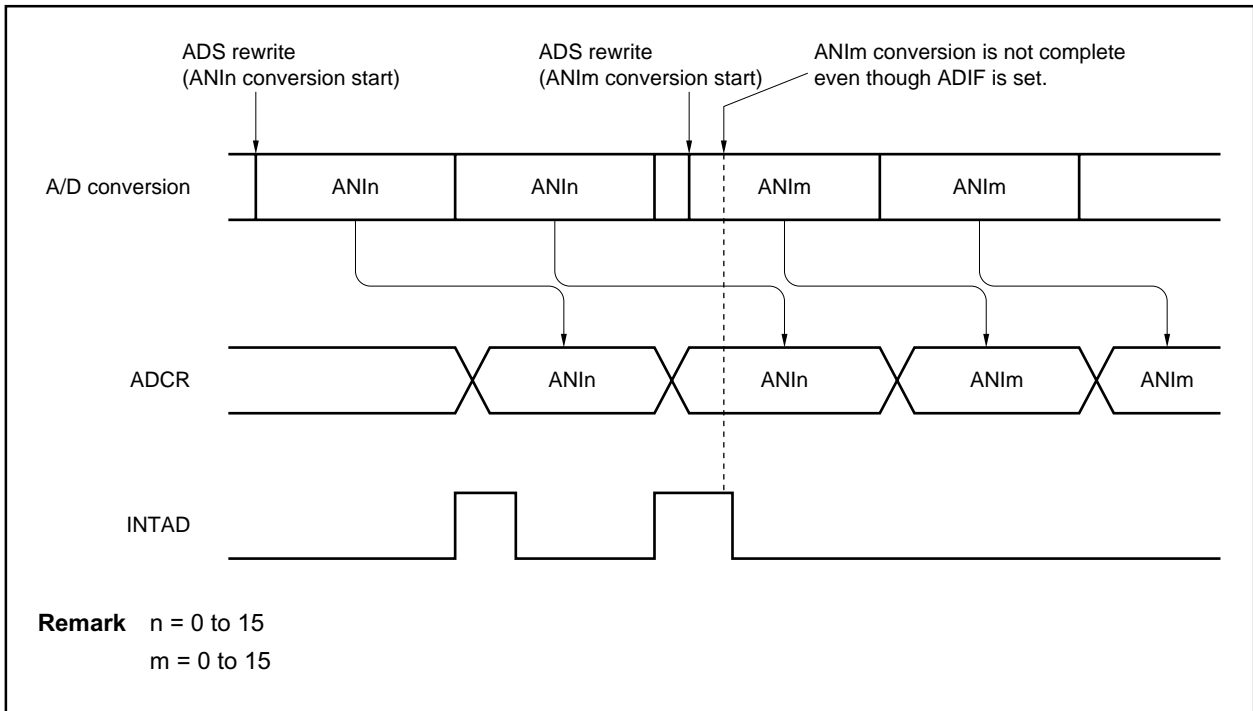 ADS rewrite
(ANIn conversion start)
ADS rewrite
(ANIm conversion start)
ANIm conversion is not complete
even though ADIF is set.
A/D conversion
ANIn
ANIn
ANIm
ANIm
ADCR
ANIn
ANIn
ANIm
ANIm
INTAD
Remark n = 0 to 15
m = 0 to 15